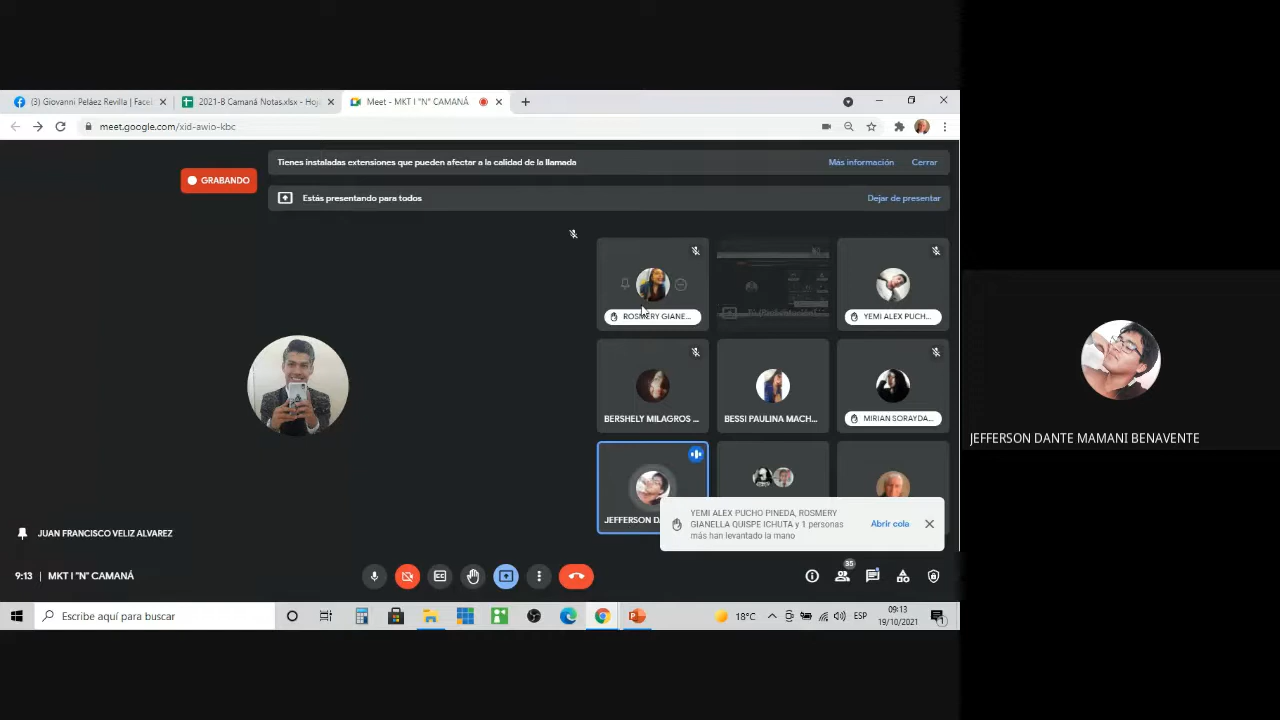 (3) Giovanni Peláez Revilla | Face
2021-B Camaná Notas.xlsx - Ho
Meet - MKT I "N" CAMANÁ
meet.google.com/xid-awio-kbc
Tienes instaladas extensiones que pueden afectar a la calidad de la llamada
Más información
Cerrar
GRABANDO
Estás presentando para todos
Dejar de presentar
ROSMERY GIANE...
YEMI ALEX PUCH...
BERSHELY MILAGROS ...
BESSI PAULINA MACH...
MIRIAN SORAYDA...
JEFFERSON DA
YEMI ALEX PUCHO PINEDA, ROSMERY
GIANELLA QUISPE ICHUTA y 1 personas
más han levantado la mano
Abrir cola
JUAN FRANCISCO VELIZ ALVAREZ
9:13 | MKT I "N" CAMANÁ
35
Escribe aquí para buscar
18°C
ESP
09:13
19/10/2021
1
JEFFERSON DANTE MAMANI BENAVENTE